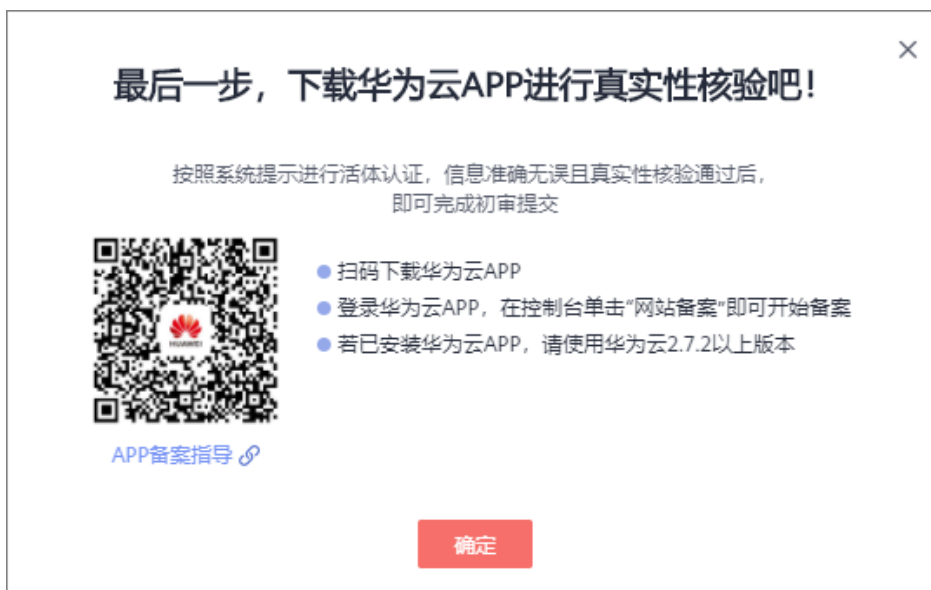 最后一步，下载华为云APP进行真实性核验吧！
按照系统提示进行活体认证，信息准确无误且真实性核验通过后，
即可完成初审提交
扫码下载华为云APP
登录华为云APP，在控制台单击“网站备案”即可开始备案
若已安装华为云APP，请使用华为云2.7.2以上版本
HUAWEI
APP备案指导
确定